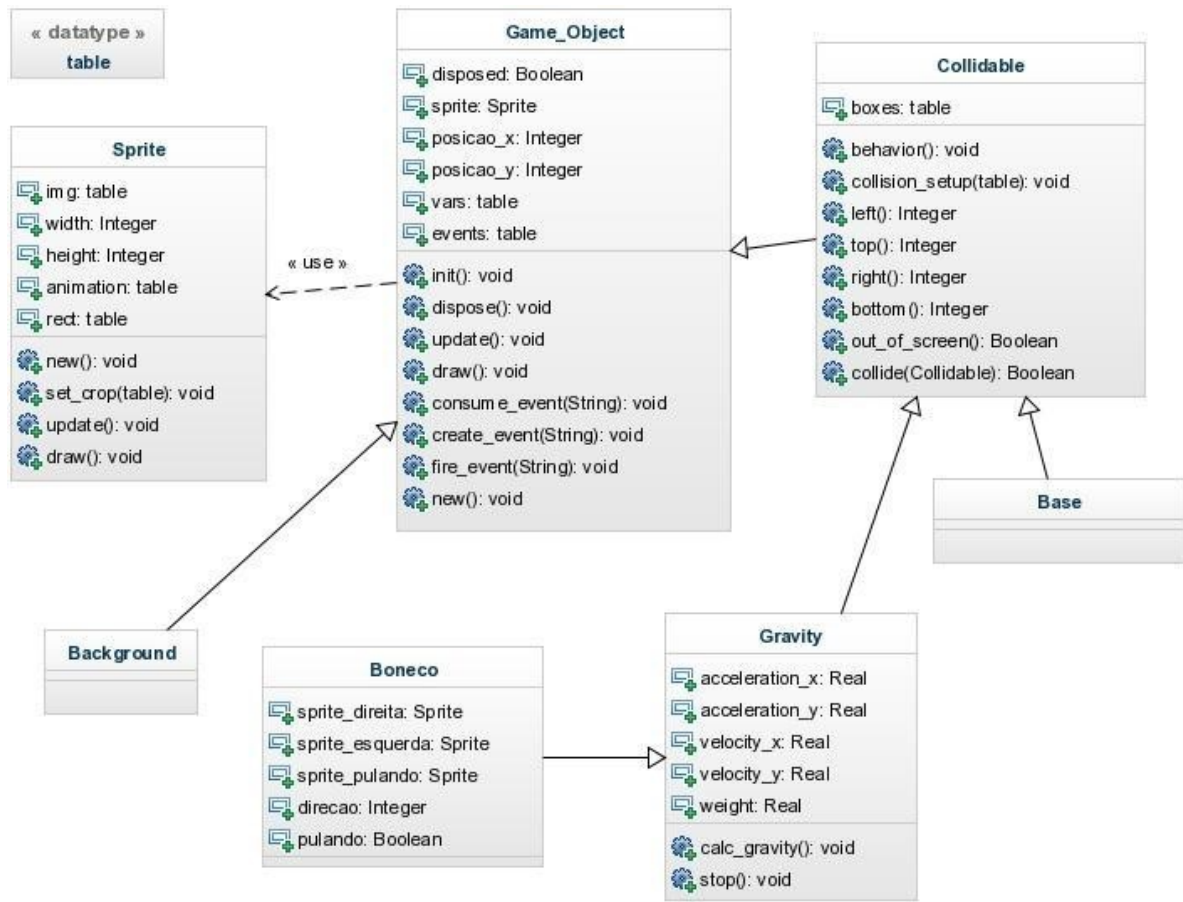 « datatype »
table
Sprite
img: table
width: Integer
height: Integer
animation: table
rect: table
new(): void
set_crop(table): void
update(): void
draw(): void
« use »
Game_Object
disposed: Boolean
sprite: Sprite
posicao_x: Integer
posicao_y: Integer
vars: table
events: table
init(): void
dispose(): void
update(): void
draw(): void
consume_event(String): void
create_event(String): void
fire_event(String): void
new(): void
Collidable
boxes: table
behavior(): void
collision_setup(table): void
left(): Integer
top(): Integer
right(): Integer
bottom(): Integer
out_of_screen(): Boolean
collide(Collidable): Boolean
Base
Background
Boneco
sprite_direita: Sprite
sprite_esquerda: Sprite
sprite_pulando: Sprite
direcao: Integer
pulando: Boolean
Gravity
acceleration_x: Real
acceleration_y: Real
velocity_x: Real
velocity_y: Real
weight: Real
calc_gravity(): void
stop(): void